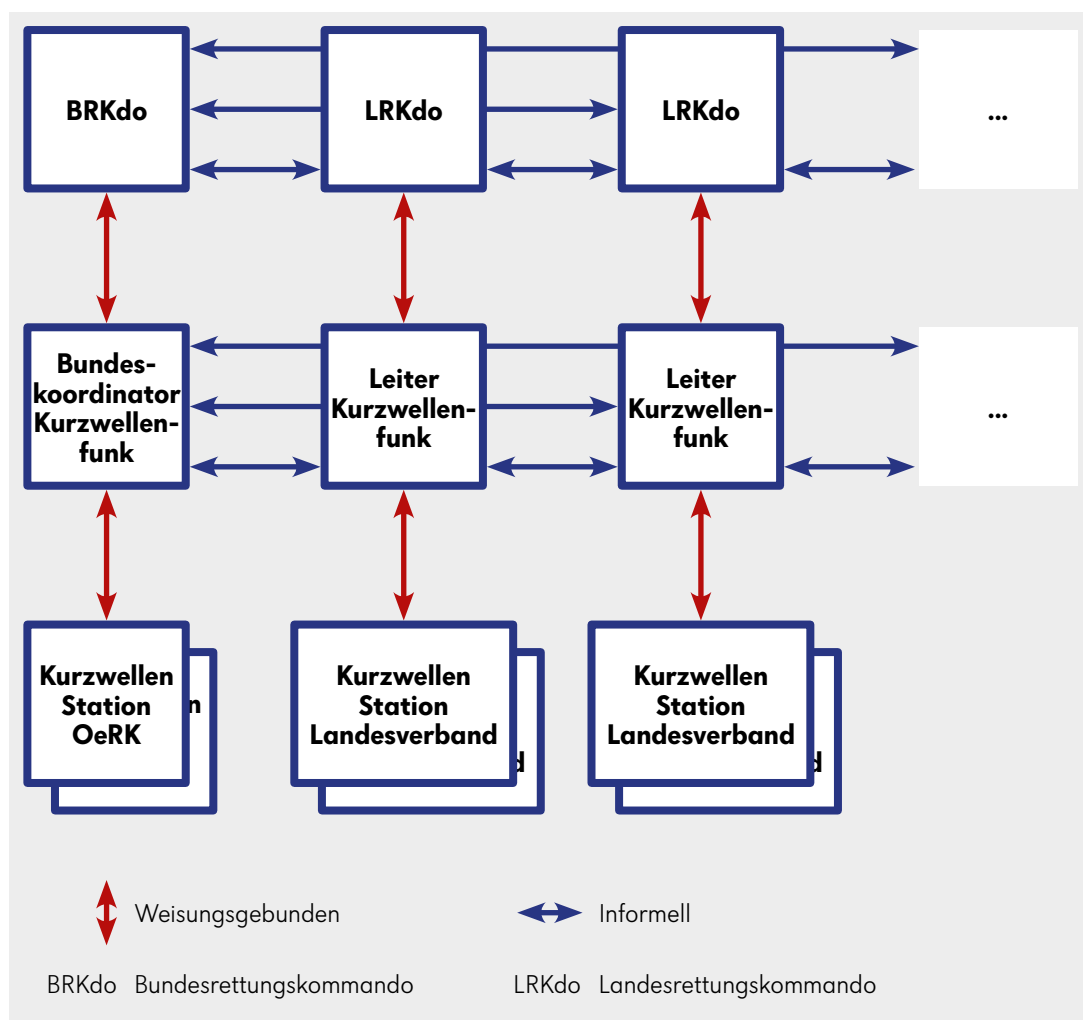 BRKdo
LRKdo
LRKdo
...
Bundes-
koordinator
Kurzwellen-
funk
Leiter
Kurzwellen-
funk
Leiter
Kurzwellen-
funk
...
Kurzwellen
Station
OeRK
n
Kurzwellen
Station
Landesverband
d
Kurzwellen
Station
Landesverband
d
Weisungsgebunden
Informell
BRKdo Bundesrettungskommando
LRKdo Landesrettungskommando